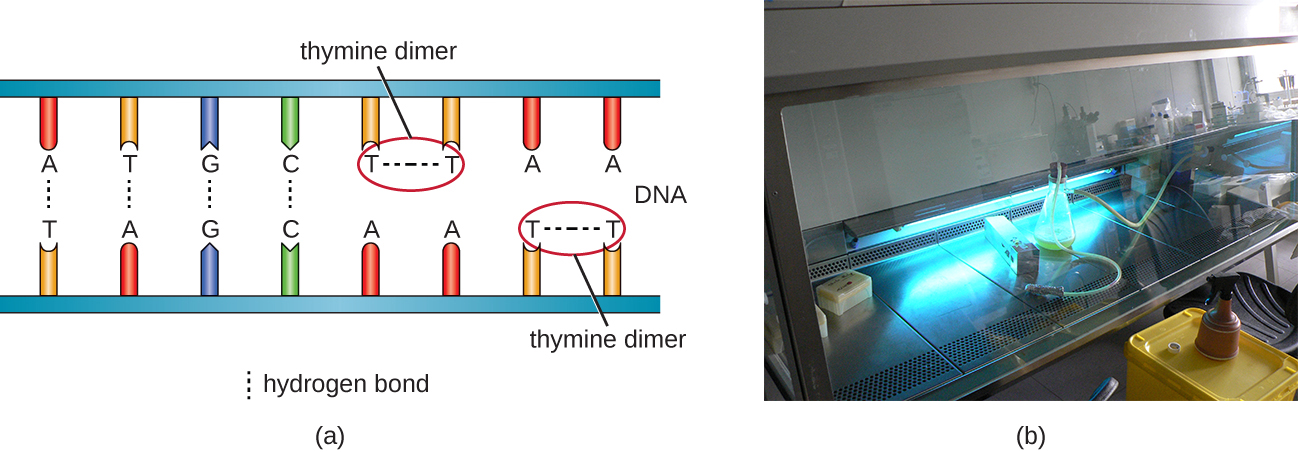 thymine dimer
A T G C T T A A
DNA
T A G C A A T T
thymine dimer
hydrogen bond
(a) (b)